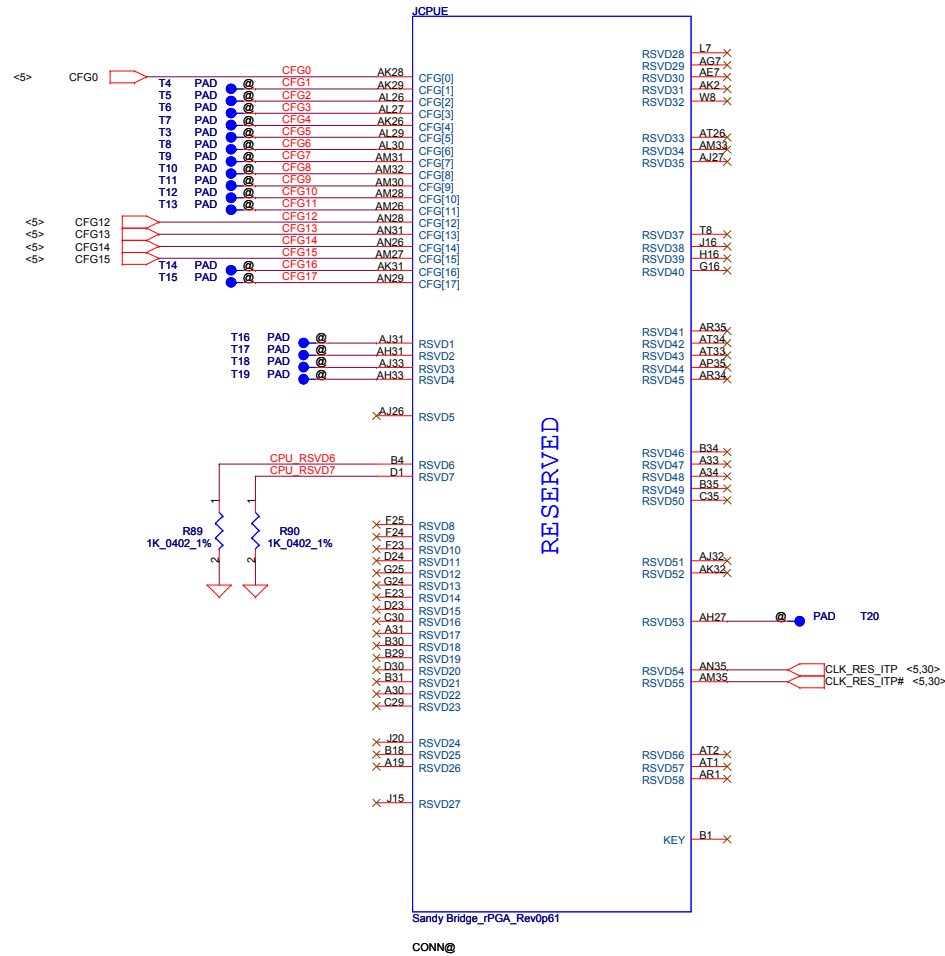 JCPUE
<5> CFG0 CFG0 AK28 CFG[0]
T4 PAD @ CFG1 AK29 CFG[1]
T5 PAD @ CFG2 AL26 CFG[2]
T6 PAD @ CFG3 AL27 CFG[3]
T7 PAD @ CFG4 AK26 CFG[4]
T3 PAD @ CFG5 AL29 CFG[5]
T8 PAD @ CFG6 AL30 CFG[6]
T9 PAD @ CFG7 AM31 CFG[7]
T10 PAD @ CFG8 AM32 CFG[8]
T11 PAD @ CFG9 AM30 CFG[9]
T12 PAD @ CFG10 AM28 CFG[10]
T13 PAD @ CFG11 AM26 CFG[11]
<5> CFG12 CFG12 AN28 CFG[12]
<5> CFG13 CFG13 AN31 CFG[13]
<5> CFG14 CFG14 AN26 CFG[14]
<5> CFG15 CFG15 AM27 CFG[15]
T14 PAD @ CFG16 AK31 CFG[16]
T15 PAD @ CFG17 AN29 CFG[17]
T16 PAD @ AJ31 RSVD1
T17 PAD @ AH31 RSVD2
T18 PAD @ AJ33 RSVD3
T19 PAD @ AH33 RSVD4
AJ26 RSVD5
CPU_RSVD6 B4 RSVD6
CPU_RSVD7 D1 RSVD7
1 1
R89 R90
1K_0402_1% 1K_0402_1%
2 2
F25 RSVD8
F24 RSVD9
F23 RSVD10
D24 RSVD11
G25 RSVD12
G24 RSVD13
E23 RSVD14
D23 RSVD15
C30 RSVD16
A31 RSVD17
B30 RSVD18
B29 RSVD19
D30 RSVD20
B31 RSVD21
A30 RSVD22
C29 RSVD23
J20 RSVD24
B18 RSVD25
A19 RSVD26
J15 RSVD27
RESERVED
RSVD28 L7
RSVD29 AG7
RSVD30 AE7
RSVD31 AK2
RSVD32 W8
RSVD33 AT26
RSVD34 AM33
RSVD35 AJ27
RSVD37 T8
RSVD38 J16
RSVD39 H16
RSVD40 G16
RSVD41 AR35
RSVD42 AT34
RSVD43 AT33
RSVD44 AP35
RSVD45 AR34
RSVD46 B34
RSVD47 A33
RSVD48 A34
RSVD49 B35
RSVD50 C35
RSVD51 AJ32
RSVD52 AK32
RSVD53 AH27 @ PAD T20
RSVD54 AN35 CLK_RES_ITP <5,30>
RSVD55 AM35 CLK_RES_ITP# <5,30>
RSVD56 AT2
RSVD57 AT1
RSVD58 AR1
KEY B1
Sandy Bridge_rPGA_Rev0p61
CONN@